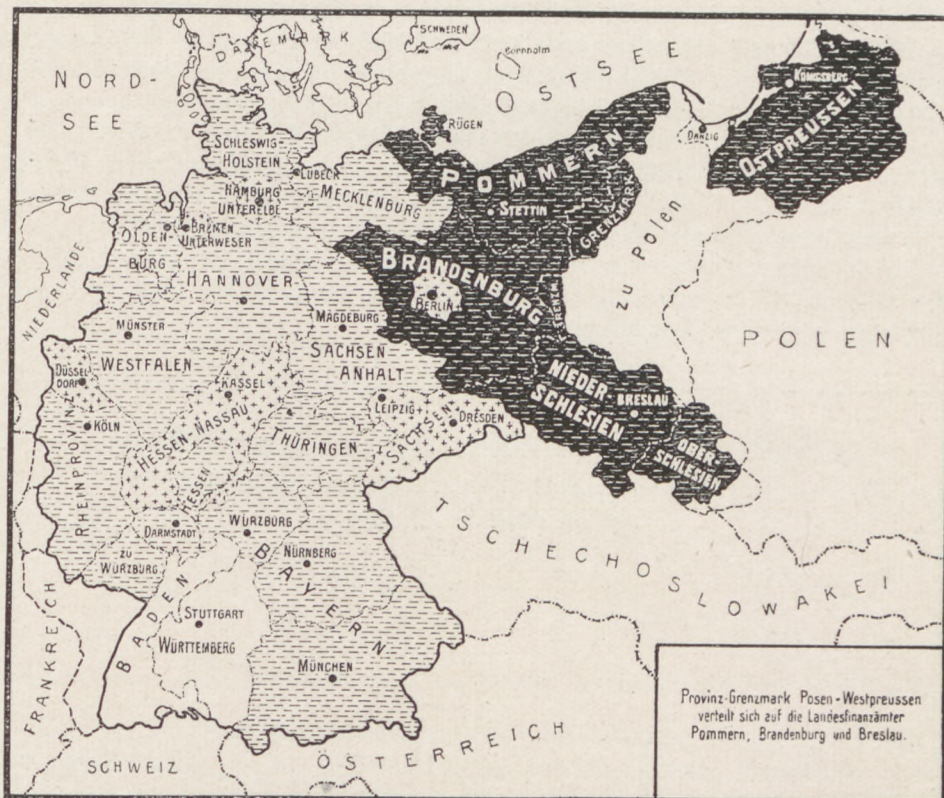 SCHWEDEN
DÄNEMARK
Bornholm
NORD-
SEE
OSTSEE
KÖNIGSBERG
OSTPREUSSEN
RÜGEN
DANZIG
SCHLESWIG
HOLSTEIN
LÜBECK
MECKLENBURG
POMMERN
STETTIN
GRENZMARK
HAMBURG
UNTERELBE
BREMEN
UNTERWESER
OLDEN-
BURG
zu Polen
NIEDERLANDE
HANNOVER
BRANDENBURG
BERLIN
MAGDEBURG
POLEN
MÜNSTER
WESTFALEN
SACHSEN
ANHALT
DÜSSEL
DORF
KASSEL
NIEDER-
SCHLESIEN
BRESLAU
LEIPZIG
DRESDEN
SACHSEN
KÖLN
HESSEN NASSAU
THÜRINGEN
OBER-
SCHLESIEN
RHEINPROVINZ
HESSEN
DARMSTADT
WÜRZBURG
ZU
WÜRZBURG
NÜRNBERG
TSCHECHOSLOWAKEI
BAYERN
BADEN
STUTTGART
WÜRTTEMBERG
MÜNCHEN
FRANKREICH
SCHWEIZ
ÖSTERREICH
Provinz-Grenzmark Posen-Westpreussen
verteilt sich auf die Landesfinanzämter
Pommern, Brandenburg und Breslau.